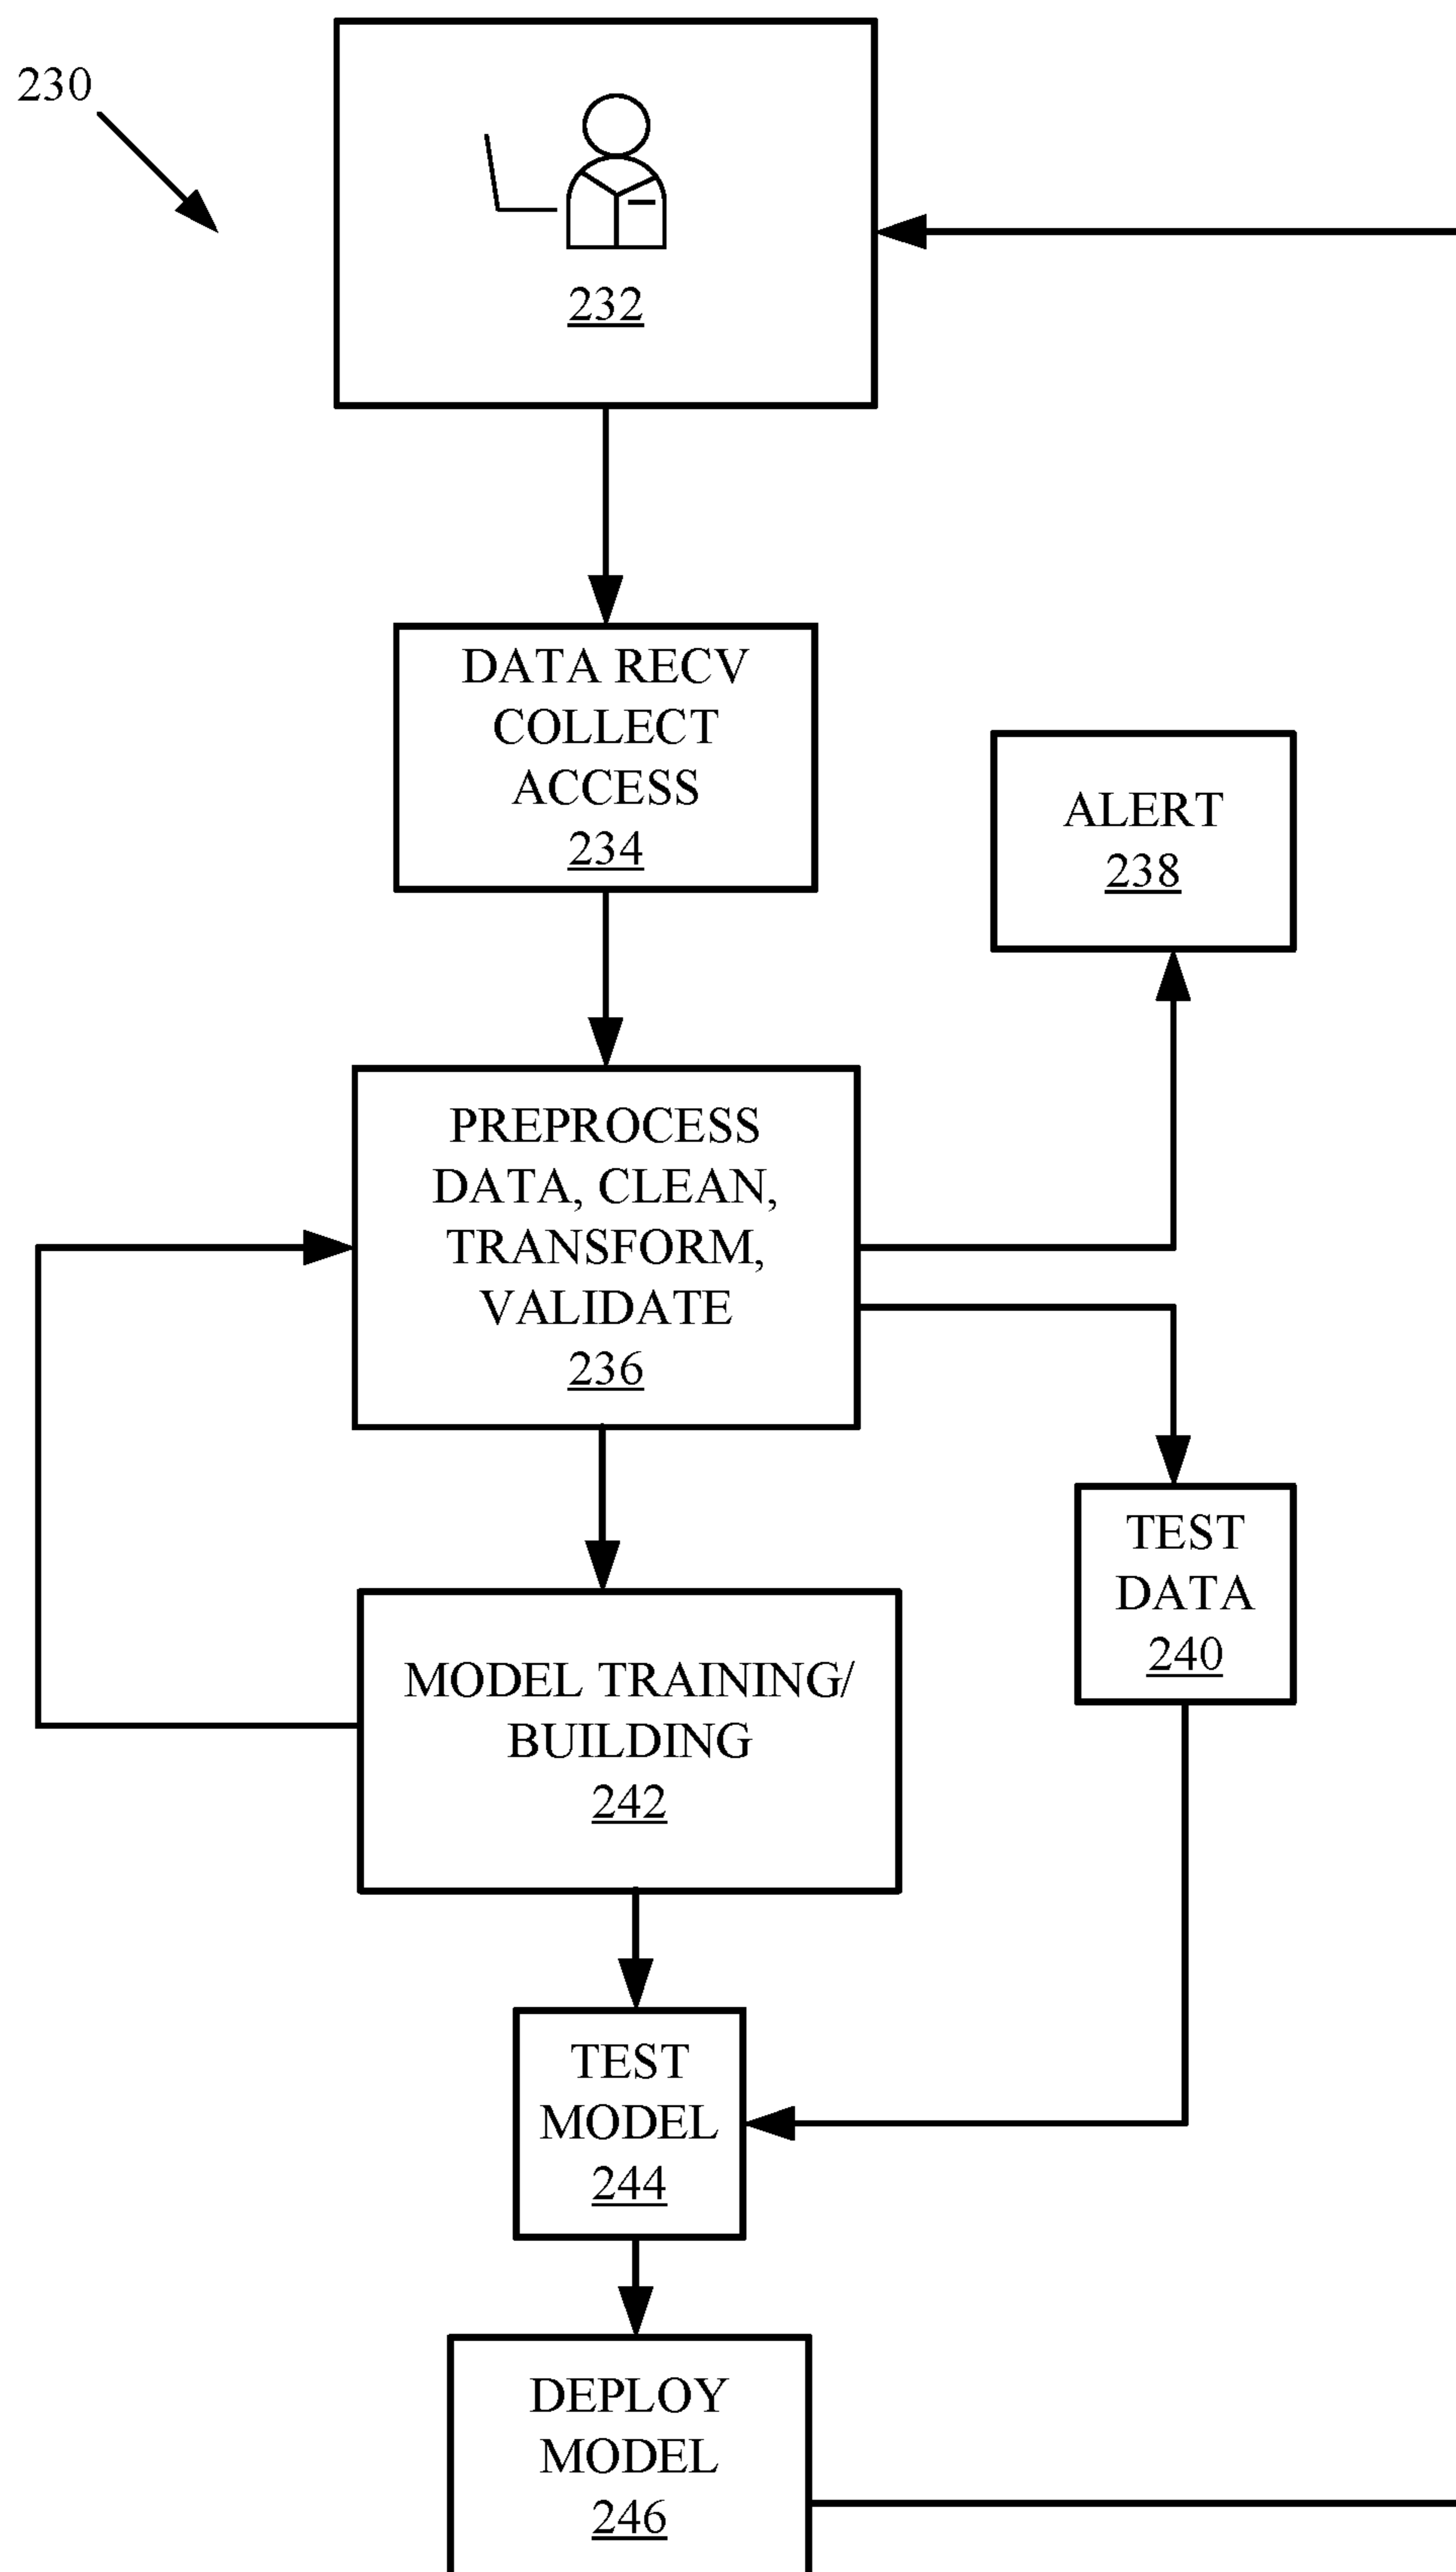 230
232
DATA RECV
COLLECT
ACCESS
234
ALERT
238
PREPROCESS
DATA, CLEAN,
TRANSFORM,
VALIDATE
236
TEST
DATA
240
MODEL TRAINING/
BUILDING
242
TEST
MODEL
244
DEPLOY
MODEL
246